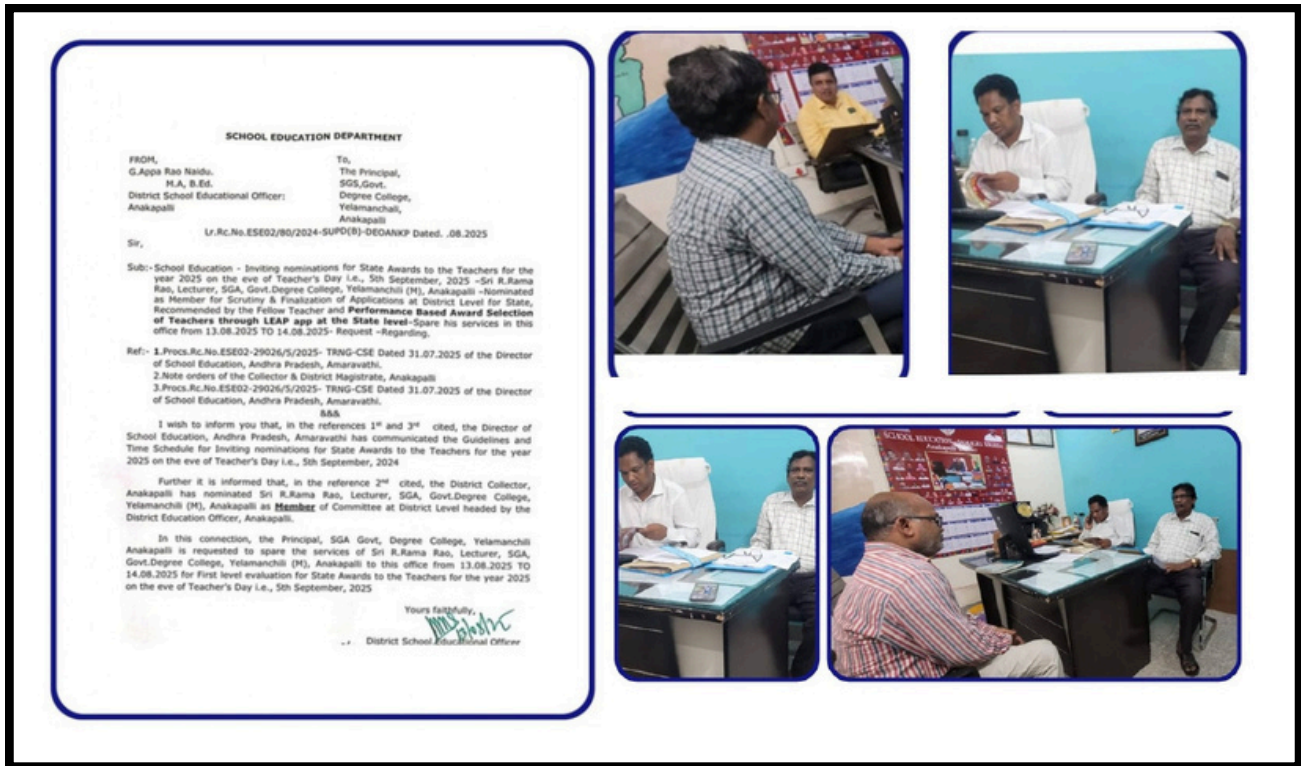 SCHOOL EDUCATION DEPARTMENT
FROM,
G.Appa Rao Naidu.
M.A, B.Ed.
District School Educational Officer:
Anakapalli
To,
The Principal,
SGS,Govt.
Degree College,
Yelamanchali,
Anakapalli
Lr.Rc.No.ESE02/80/2024-SUPD(B)-DEOANKP Dated. .08.2025
Sir,
Sub:-School Education - Inviting nominations for State Awards to the Teachers for the
year 2025 on the eve of Teacher's Day i.e., 5th September, 2025 –Sri R.Rama
Rao, Lecturer, SGA, Govt.Degree College, Yelamanchili (M), Anakapalli –Nominated
as Member for Scrutiny & Finalization of Applications at District Level for State,
Recommended by the Fellow Teacher and Performance Based Award Selection
of Teachers through LEAP app at the State level-Spare his services in this
office from 13.08.2025 TO 14.08.2025- Request –Regarding.
Ref:- 1.Procs.Rc.No.ESE02-29026/5/2025- TRNG-CSE Dated 31.07.2025 of the Director
of School Education, Andhra Pradesh, Amaravathi.
2.Note orders of the Collector & District Magistrate, Anakapalli
3.Procs.Rc.No.ESE02-29026/5/2025- TRNG-CSE Dated 31.07.2025 of the Director
of School Education, Andhra Pradesh, Amaravathi.
&&&
I wish to inform you that, in the references 1st and 3rd cited, the Director of
School Education, Andhra Pradesh, Amaravathi has communicated the Guidelines and
Time Schedule for Inviting nominations for State Awards to the Teachers for the year
2025 on the eve of Teacher's Day i.e., 5th September, 2024
Further it is informed that, in the reference 2nd cited, the District Collector,
Anakapalli has nominated Sri R.Rama Rao, Lecturer, SGA, Govt.Degree College,
Yelamanchili (M), Anakapalli as Member of Committee at District Level headed by the
District Education Officer, Anakapalli.
In this connection, the Principal, SGA Govt, Degree College, Yelamanchili
Anakapalli is requested to spare the services of Sri R.Rama Rao, Lecturer, SGA,
Govt.Degree College, Yelamanchili (M), Anakapalli to this office from 13.08.2025 TO
14.08.2025 for First level evaluation for State Awards to the Teachers for the year 2025
on the eve of Teacher's Day i.e., 5th September, 2025
Yours faithfully,
District School Educational Officer
SCHOOL EDUCATION
Anakapalli